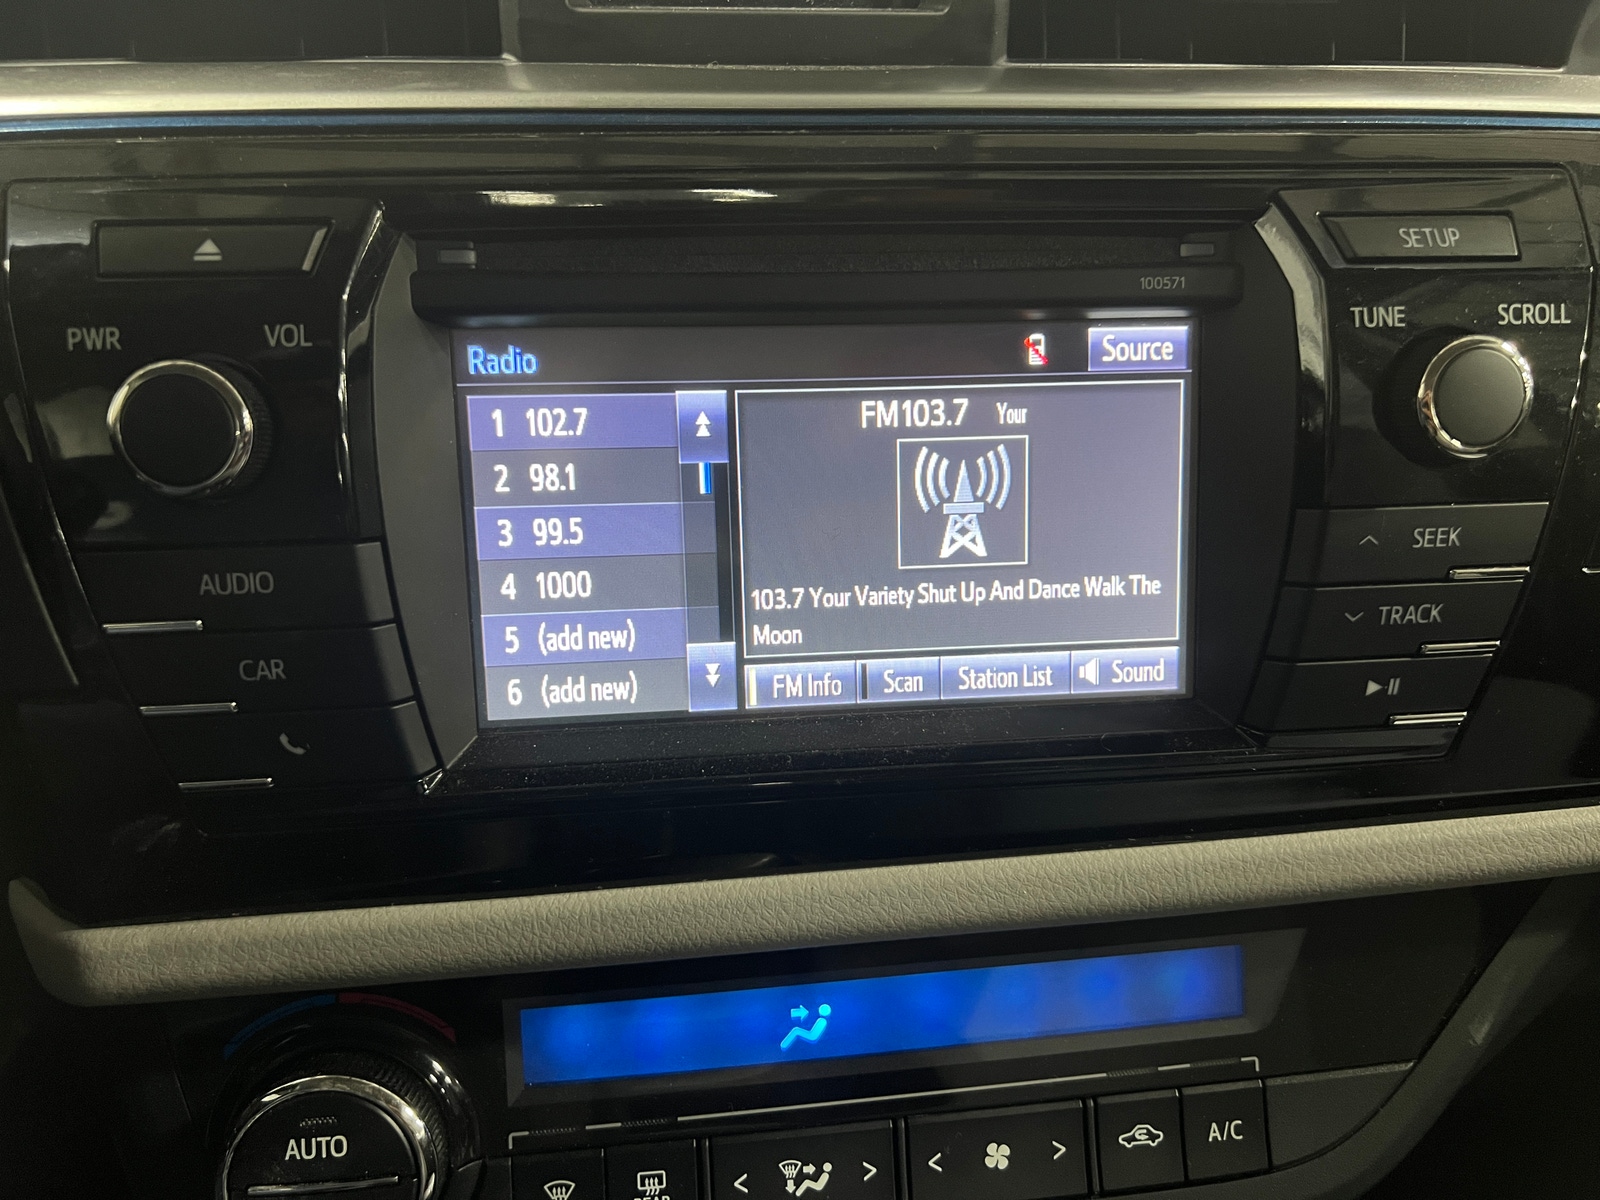 SETUP
100571
PWR
VOL
TUNE
SCROLL
Radio
Source
1 102.7
2 98.1
3 99.5
4 1000
5 (add new)
6 (add new)
FM103.7 Your
103.7 Your Variety Shut Up And Dance Walk The
Moon
FM Info
Scan
Station List
Sound
AUDIO
CAR
SEEK
TRACK
AUTO
A/C
REAR